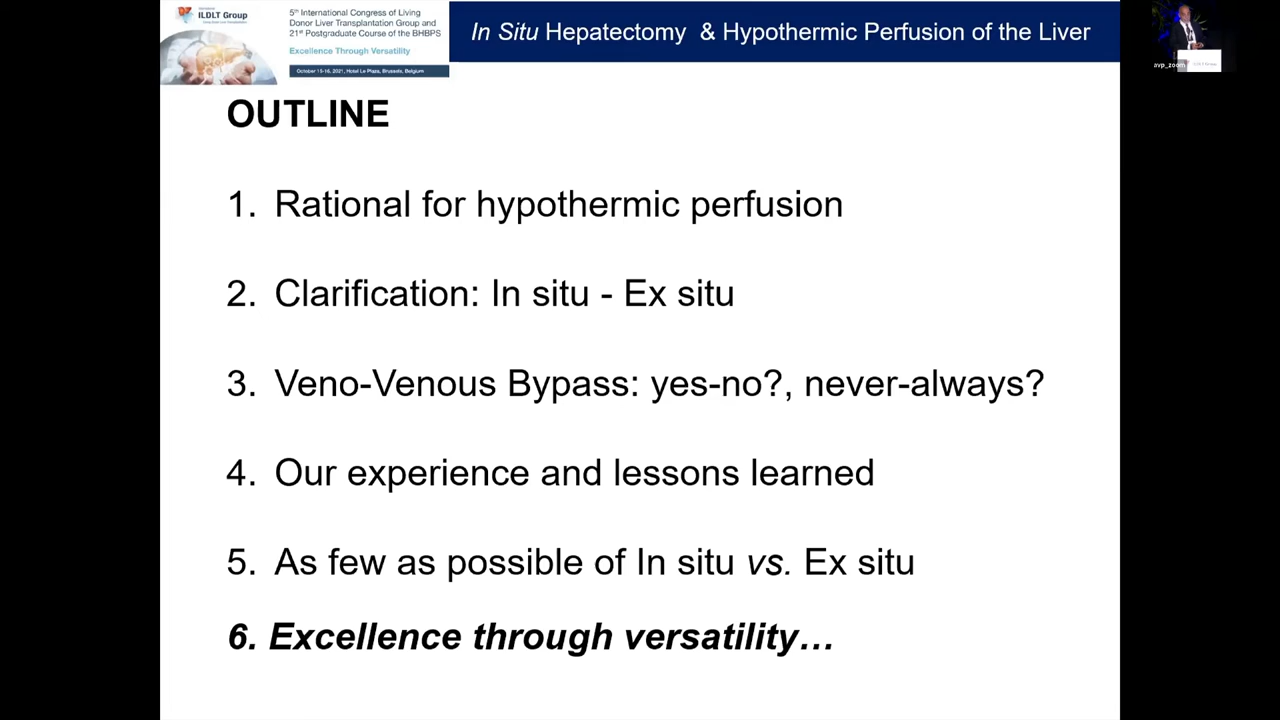 ILDLT Group
5th International Congress of Living
Donor Liver Transplantation Group and
21st Postgraduate Course of the BHBPS
Excellence Through Versatility
October 15-16, 2021, Hotel Le Plaza, Brussels, Belgium
In Situ Hepatectomy & Hypothermic Perfusion of the Liver
avp_zoom
OUTLINE
1. Rational for hypothermic perfusion
2. Clarification: In situ - Ex situ
3. Veno-Venous Bypass: yes-no?, never-always?
4. Our experience and lessons learned
5. As few as possible of In situ vs. Ex situ
6. Excellence through versatility…